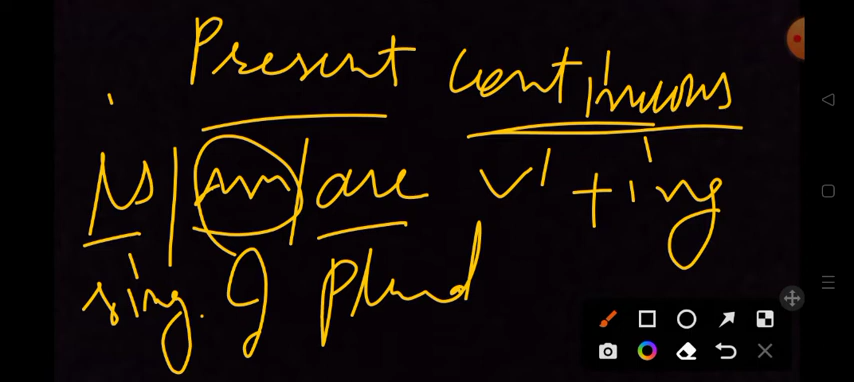 Present continuous
is | am | are v1 + ing
sing. I plural